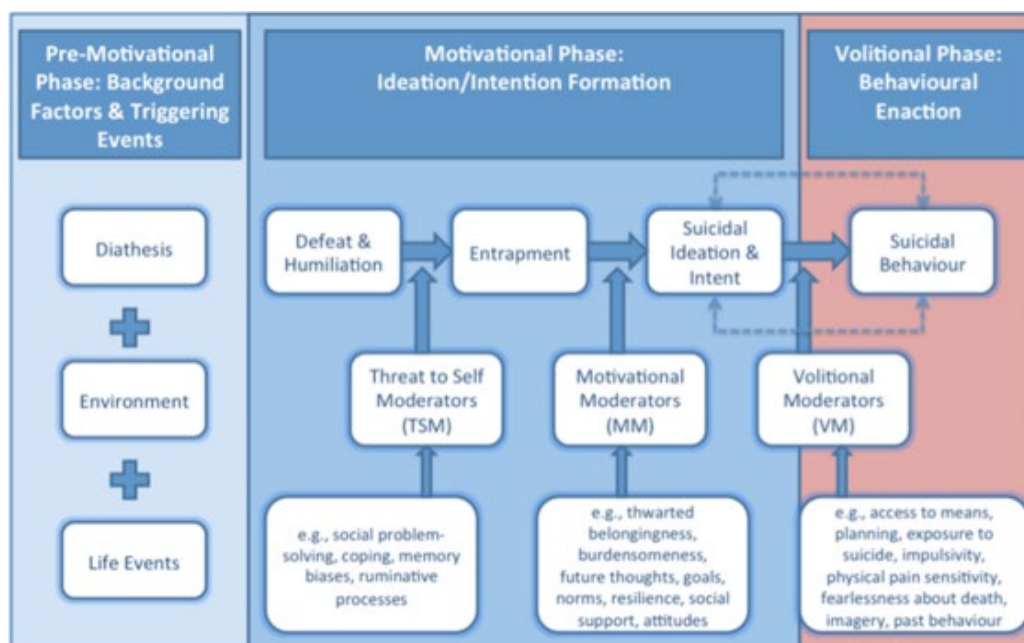 Pre-Motivational
Phase: Background
Factors & Triggering
Events
Motivational Phase:
Ideation/Intention Formation
Volitional Phase:
Behavioural
Enaction
Diathesis
Environment
Life Events
Defeat &
Humiliation
Entrapment
Suicidal
Ideation &
Intent
Suicidal
Behaviour
Threat to Self
Moderators
(TSM)
Motivational
Moderators
(MM)
Volitional
Moderators
(VM)
e.g., social problem-
solving, coping, memory
biases, ruminative
processes
e.g., thwarted
belongingness,
burdensomeness,
future thoughts, goals,
norms, resilience, social
support, attitudes
e.g., access to means,
planning, exposure to
suicide, impulsivity,
physical pain sensitivity,
fearlessness about death,
imagery, past behaviour